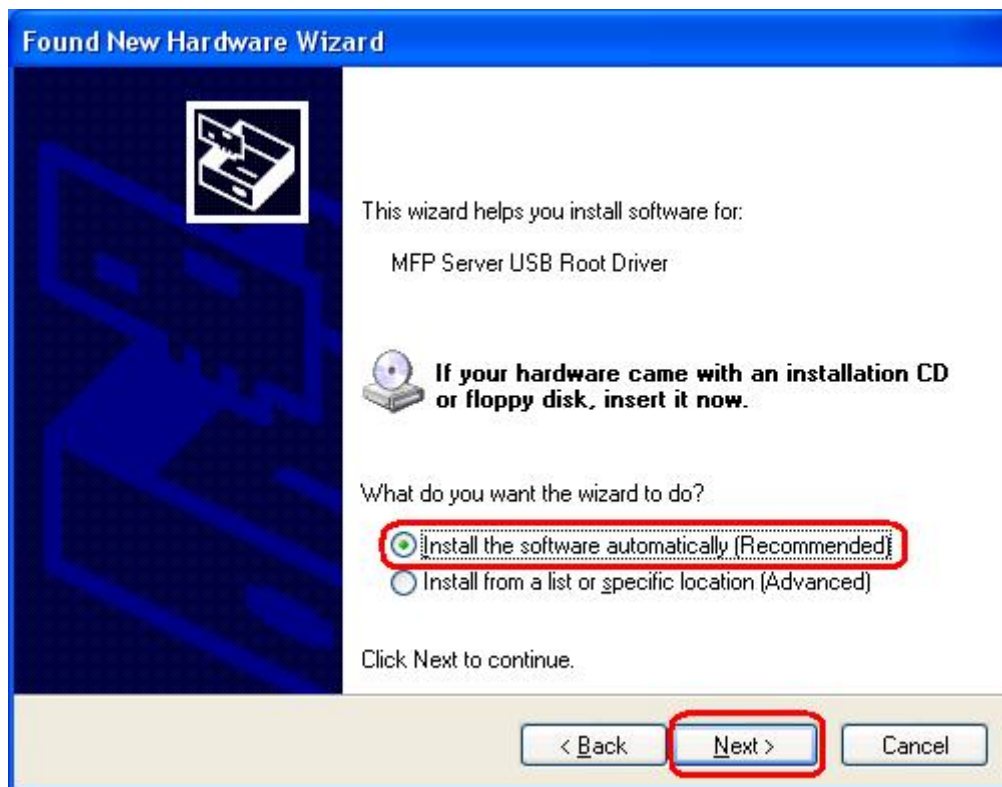 Found New Hardware Wizard
This wizard helps you install software for:
MFP Server USB Root Driver
If your hardware came with an installation CD
or floppy disk, insert it now.
What do you want the wizard to do?
Install the software automatically (Recommended)
Install from a list or specific location (Advanced)
Click Next to continue.
< Back
Next >
Cancel